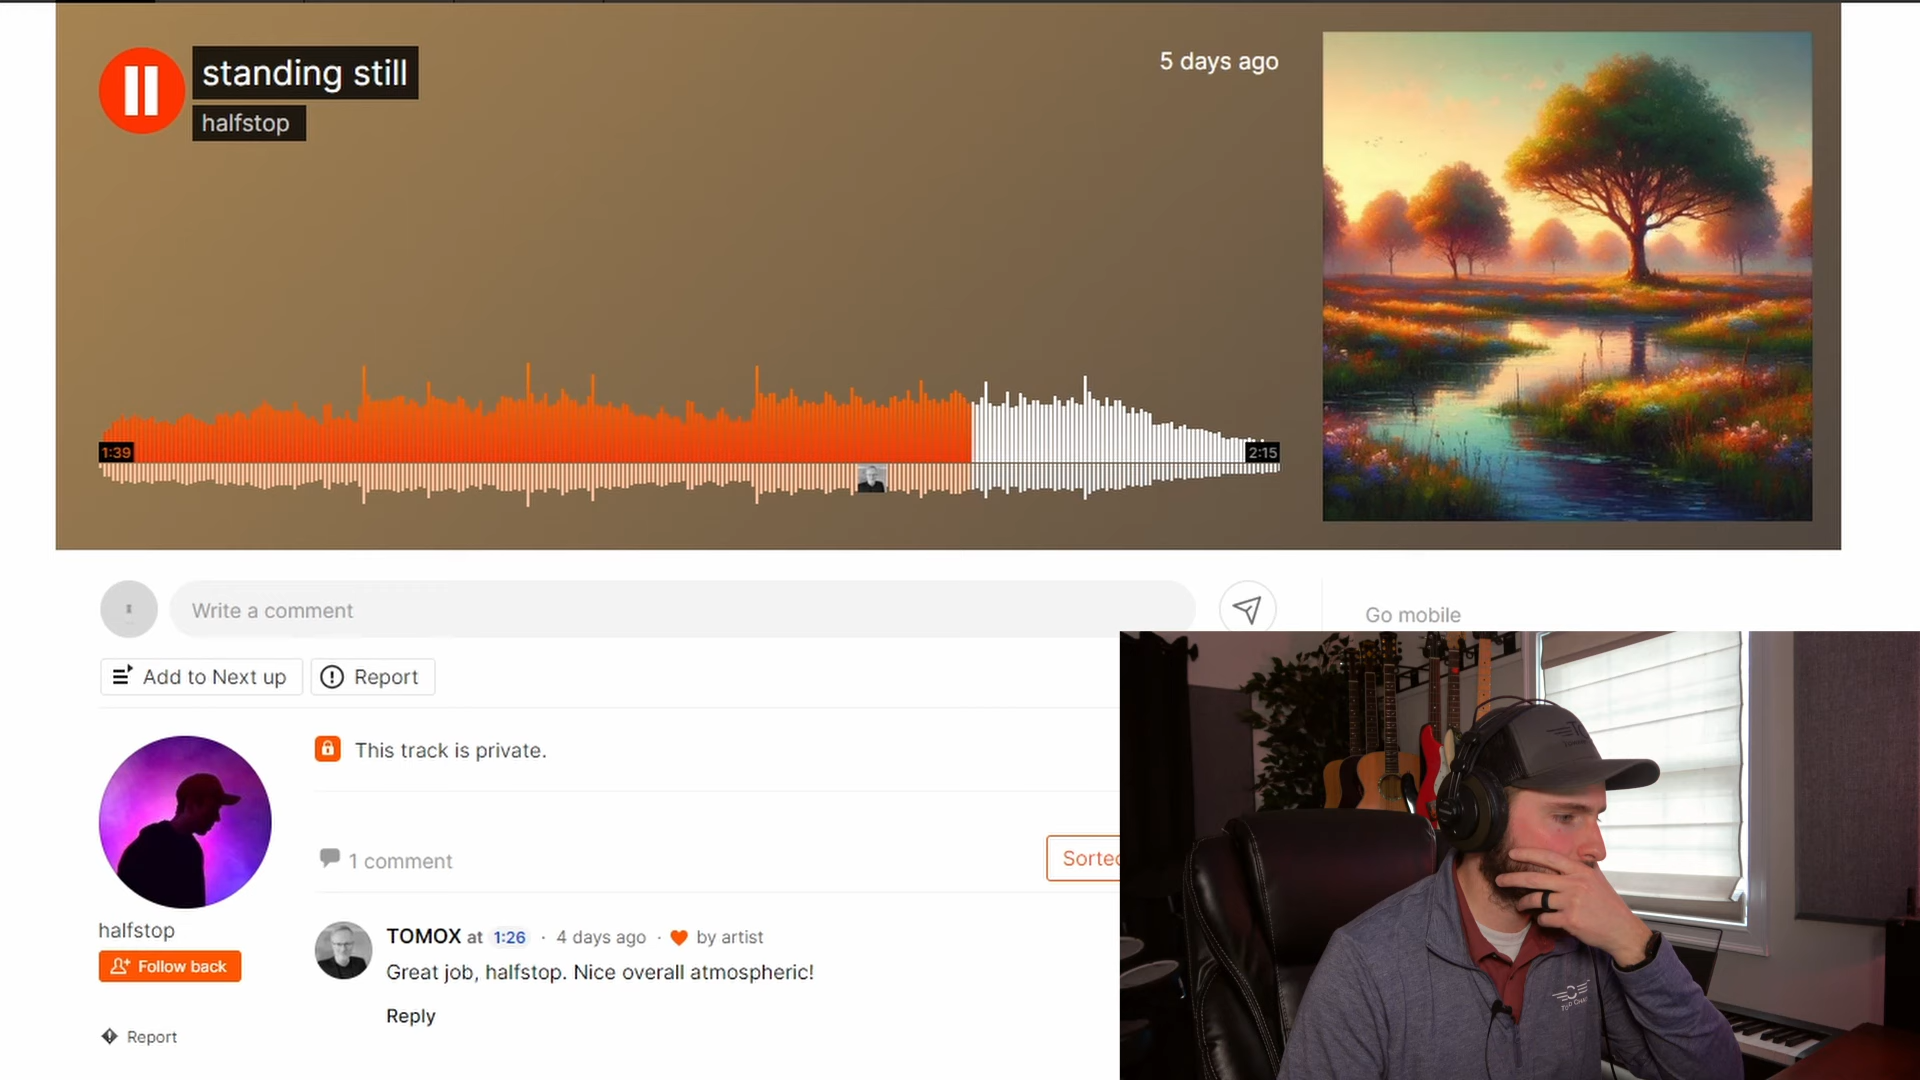 standing still
halfstop
5 days ago
1:39
2:15
Write a comment
Go mobile
Add to Next up
Report
This track is private.
1 comment
Sorted
halfstop
Follow back
TOMOX at 1:26 · 4 days ago · by artist
Great job, halfstop. Nice overall atmospheric!
Reply
Report